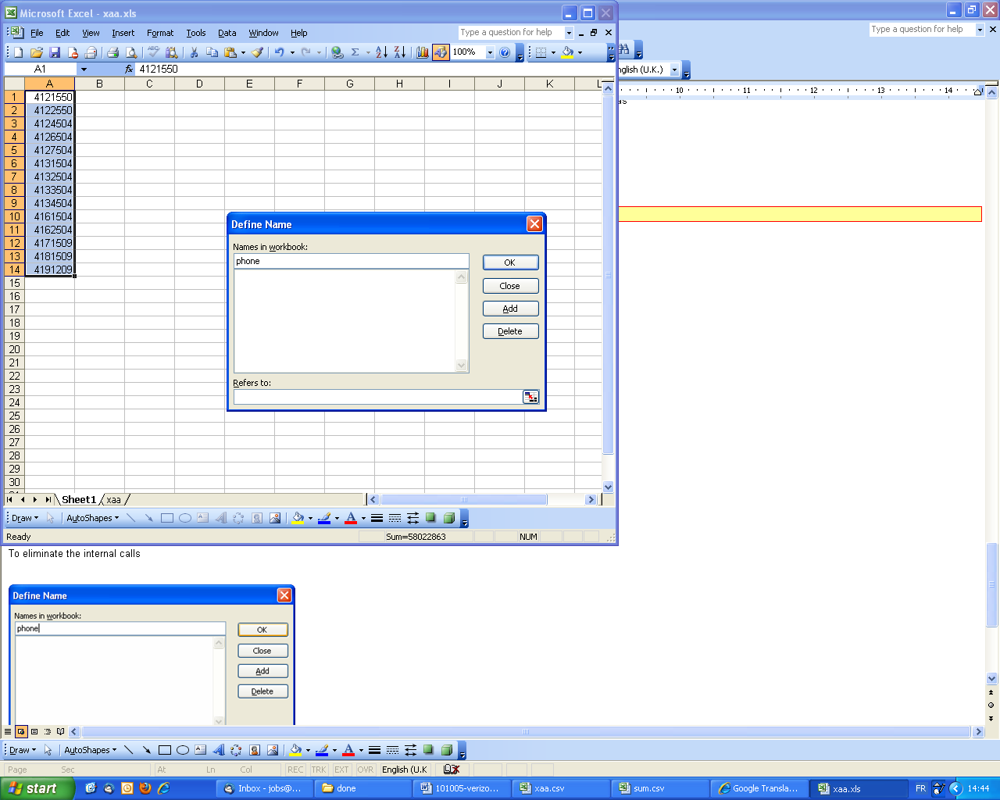 Microsoft Excel - xaa.xls
File Edit View Insert Format Tools Data Window Help
Type a question for help
Type a question for help
100%
A1 fx 4121550
nglish (U.K.)
A B C D E F G H I J K L
10 11 12 13 14
1 4121550
2 4122550
3 4124504
4 4126504
5 4127504
6 4131504
7 4132504
8 4133504
9 4134504
10 4161504
11 4162504
12 4171509
13 4181509
14 4191209
15
16
17
18
19
20
21
22
23
24
25
26
27
28
29
30
Define Name
Names in workbook:
phone
OK
Close
Add
Delete
Refers to:
Sheet1 xaa
Draw AutoShapes
Ready Sum=58022863 NUM
To eliminate the internal calls
Define Name
Names in workbook:
phone
OK
Close
Add
Delete
Draw AutoShapes
Page Sec At Ln Col REC TRK EXT OVR English (U.K
start Inbox - jobs@... done 101005-verizo... xaa.csv sum.csv Google Transla... xaa.xls FR 14:44